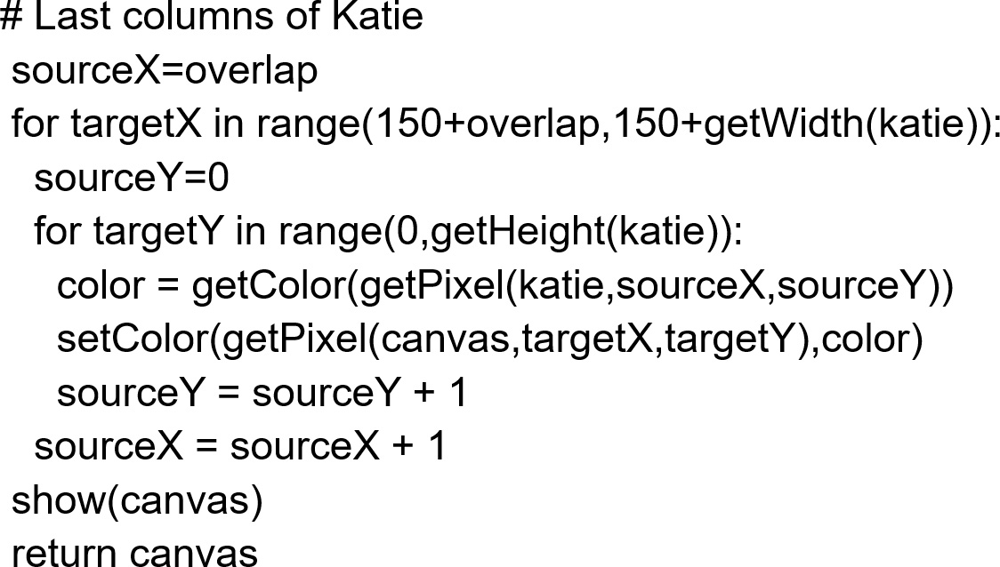 # Last columns of Katie
sourceX=overlap
for targetX in range(150+overlap,150+getWidth(katie)):
sourceY=0
for targetY in range(0,getHeight(katie)):
color = getColor(getPixel(katie,sourceX,sourceY))
setColor(getPixel(canvas,targetX,targetY),color)
sourceY = sourceY + 1
sourceX = sourceX + 1
show(canvas)
return canvas